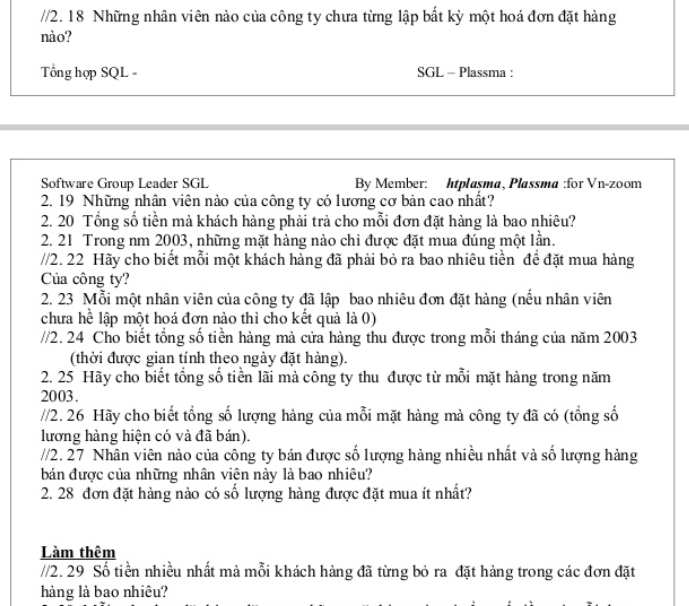 //2. 18 Những nhân viên nào của công ty chưa từng lập bất kỳ một hoá đơn đặt hàng
nào?
Tổng hợp SQL -    SGL – Plassma :
Software Group Leader SGL    By Member: htplasma, Plassma :for Vn-zoom
2. 19 Những nhân viên nào của công ty có lương cơ bản cao nhất?
2. 20 Tổng số tiền mà khách hàng phải trả cho mỗi đơn đặt hàng là bao nhiêu?
2. 21 Trong nm 2003, những mặt hàng nào chỉ được đặt mua đúng một lần.
//2. 22 Hãy cho biết mỗi một khách hàng đã phải bỏ ra bao nhiêu tiền để đặt mua hàng
Của công ty?
2. 23 Mỗi một nhân viên của công ty đã lập bao nhiêu đơn đặt hàng (nếu nhân viên
chưa hề lập một hoá đơn nào thì cho kết quả là 0)
//2. 24 Cho biết tổng số tiền hàng mà cửa hàng thu được trong mỗi tháng của năm 2003
(thời được gian tính theo ngày đặt hàng).
2. 25 Hãy cho biết tổng số tiền lãi mà công ty thu được từ mỗi mặt hàng trong năm
2003.
//2. 26 Hãy cho biết tổng số lượng hàng của mỗi mặt hàng mà công ty đã có (tổng số
lương hàng hiện có và đã bán).
//2. 27 Nhân viên nào của công ty bán được số lượng hàng nhiều nhất và số lượng hàng
bán được của những nhân viên này là bao nhiêu?
2. 28 đơn đặt hàng nào có số lượng hàng được đặt mua ít nhất?
Làm thêm
//2. 29 Số tiền nhiều nhất mà mỗi khách hàng đã từng bỏ ra đặt hàng trong các đơn đặt
hàng là bao nhiêu?